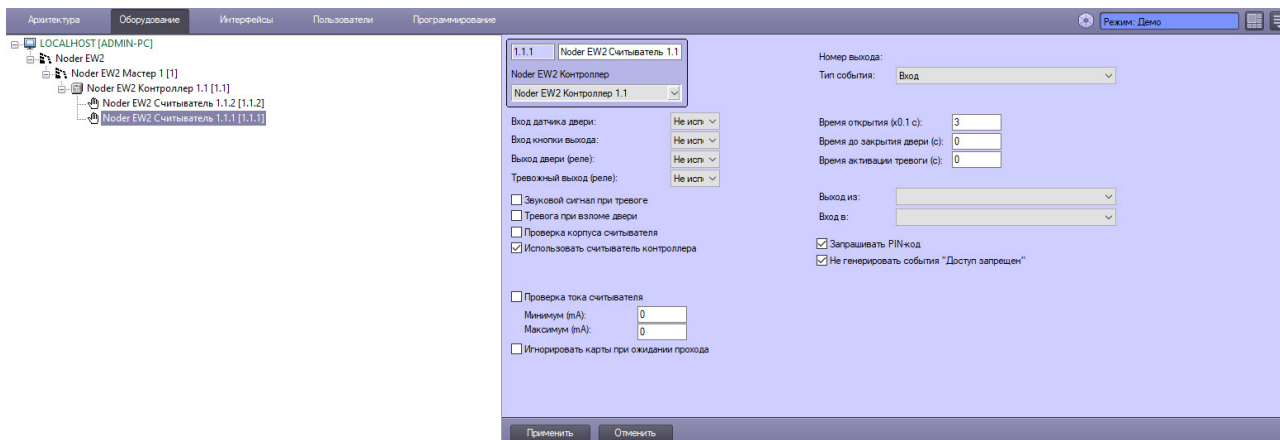 Архитектура Оборудование Интерфейсы Пользователи Программирование Режим: Демо
LOCALHOST [ADMIN-PC]
Noder EW2
Noder EW2 Мастер 1 [1]
Noder EW2 Контроллер 1.1 [1.1]
Noder EW2 Считыватель 1.1.2 [1.1.2]
Noder EW2 Считыватель 1.1.1 [1.1.1]
1.1.1 Noder EW2 Считыватель 1.1
Noder EW2 Контроллер
Noder EW2 Контроллер 1.1
Вход датчика двери: Не исп
Вход кнопки выхода: Не исп
Выход двери (реле): Не исп
Тревожный выход (реле): Не исп
Звуковой сигнал при тревоге
Тревога при взломе двери
Проверка корпуса считывателя
Использовать считыватель контроллера
Проверка тока считывателя
Минимум (mA): 0
Максимум (mA): 0
Игнорировать карты при ожидании прохода
Номер выхода:
Тип события: Вход
Время открытия (x0.1 с): 3
Время до закрытия двери (с): 0
Время активации тревоги (с): 0
Выход из:
Вход в:
Запрашивать PIN-код
Не генерировать события "Доступ запрещен"
Применить Отменить